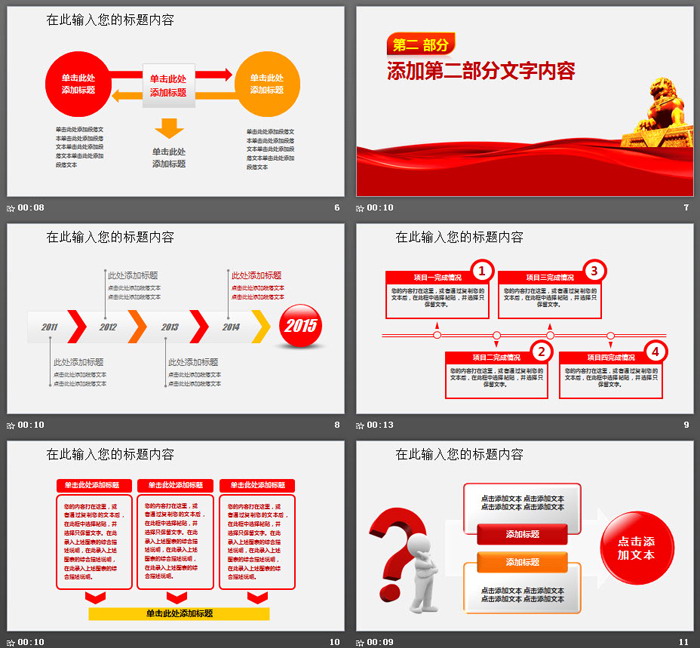 在此输入您的标题内容
单击此处
添加标题
单击此处
添加标题
单击此处
添加标题
单击此处添加段落文
本单击此处添加段落
文本单击此处添加段
落文本单击此处添加
段落文本
单击此处
添加标题
单击此处添加段落文
本单击此处添加段落
文本单击此处添加段
落文本单击此处添加
段落文本
00:08
6
第二 部分
添加第二部分文字内容
00:10
7
在此输入您的标题内容
此处添加标题
点击此处添加段落文本
点击此处添加段落文本
此处添加标题
点击此处添加段落文本
点击此处添加段落文本
2011
2012
2013
2014
2015
此处添加标题
点击此处添加段落文本
点击此处添加段落文本
此处添加标题
点击此处添加段落文本
点击此处添加段落文本
00:10
8
在此输入您的标题内容
项目一完成情况
1
您的内容打在这里，或者通过复制您的
文本后，在此框中选择粘贴，并选择只
保留文字。
项目三完成情况
3
您的内容打在这里，或者通过复制您的
文本后，在此框中选择粘贴，并选择只
保留文字。
项目二完成情况
2
您的内容打在这里，或者通过复制您的
文本后，在此框中选择粘贴，并选择只
保留文字。
项目四完成情况
4
您的内容打在这里，或者通过复制您的
文本后，在此框中选择粘贴，并选择只
保留文字。
00:13
9
在此输入您的标题内容
单击此处添加标题
您的内容打在这里，或
者通过复制您的文本后，
在此框中选择粘贴，并
选择只保留文字。在此
录入上述图表的综合描
述说明，在此录入上述
图表的综合描述说明，
在此录入上述图表的综
合描述说明。
单击此处添加标题
您的内容打在这里，或
者通过复制您的文本后，
在此框中选择粘贴，并
选择只保留文字。在此
录入上述图表的综合描
述说明，在此录入上述
图表的综合描述说明，
在此录入上述图表的综
合描述说明。
单击此处添加标题
您的内容打在这里，或
者通过复制您的文本后，
在此框中选择粘贴，并
选择只保留文字。在此
录入上述图表的综合描
述说明，在此录入上述
图表的综合描述说明，
在此录入上述图表的综
合描述说明。
单击此处添加标题
00:10
10
在此输入您的标题内容
点击添加文本 点击添加文本
点击添加文本 点击添加文本
添加标题
添加标题
点击添加文本 点击添加文本
点击添加文本 点击添加文本
点击添
加文本
00:09
11